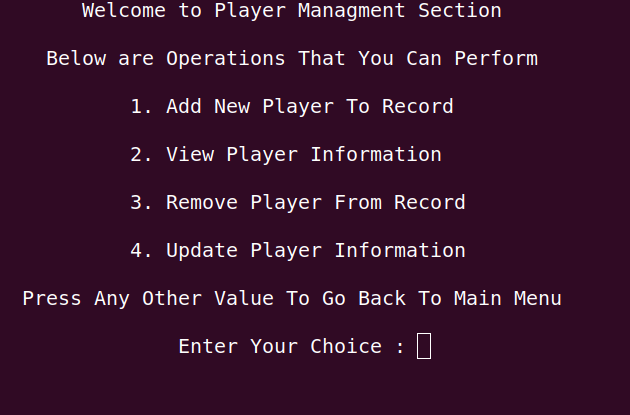 Welcome to Player Managment Section
Below are Operations That You Can Perform
1. Add New Player To Record
2. View Player Information
3. Remove Player From Record
4. Update Player Information
Press Any Other Value To Go Back To Main Menu
Enter Your Choice :